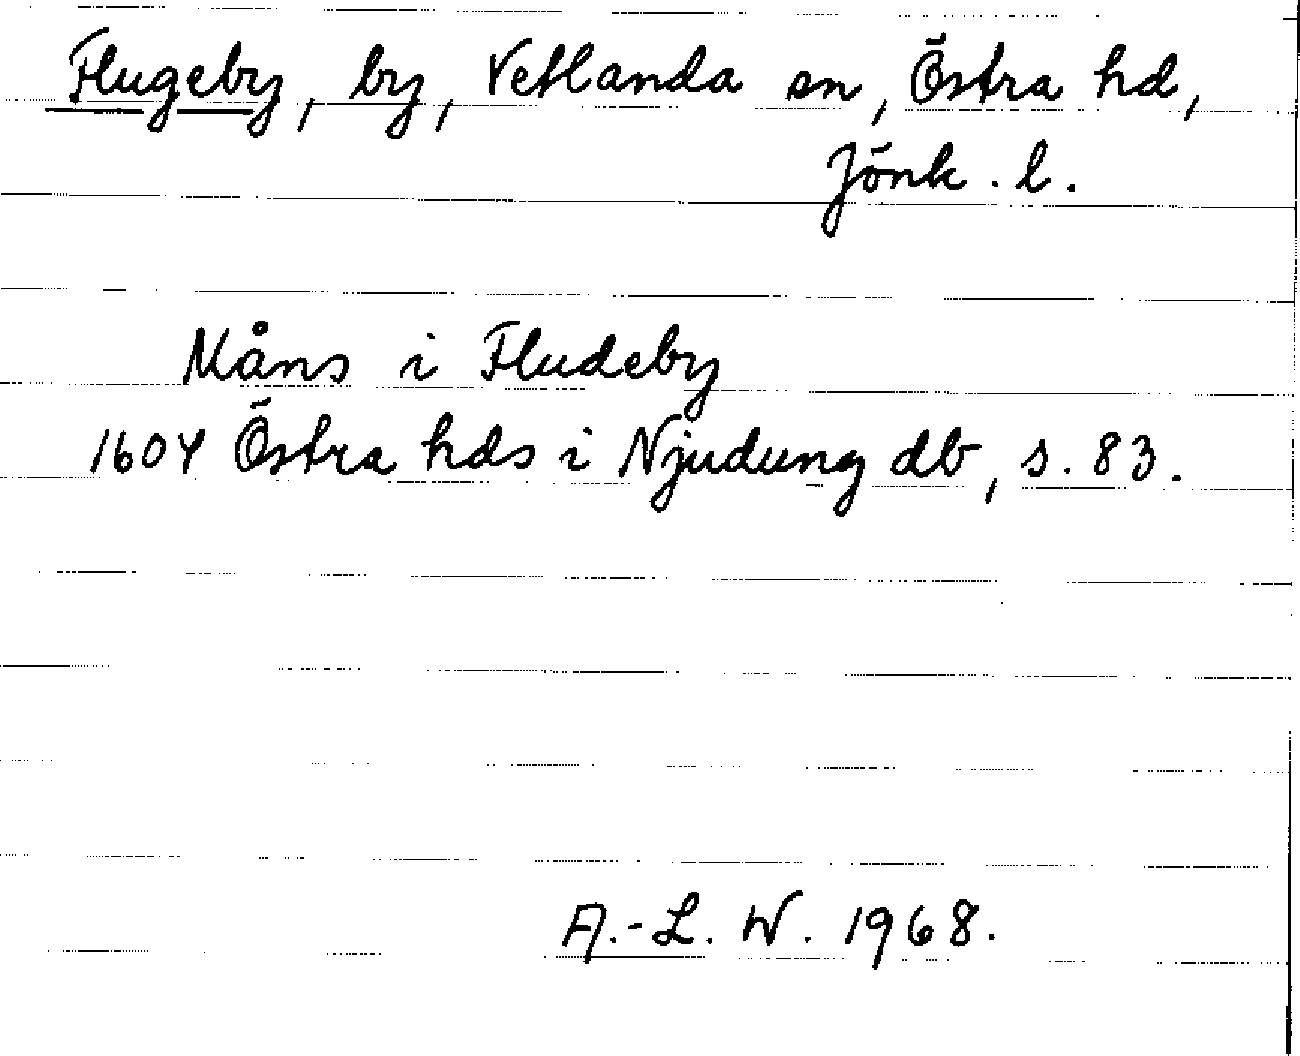 Flugeby, by, Vetlanda sn, Östra hd,
Jönk. l.
Måns i Fludeby
1604 Östra hds i Njudung db, s. 83.
A.-L. W. 1968.